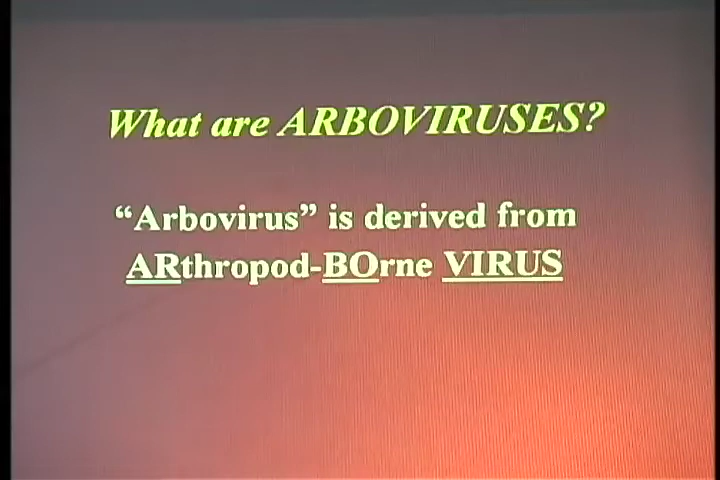 What are ARBOVIRUSES?
“Arbovirus” is derived from
ARthropod-BOrne VIRUS